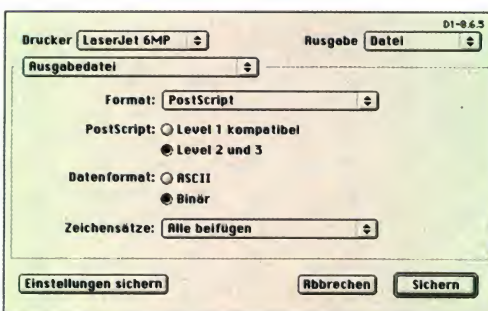 D1-8.6.5
Drucker LaserJet 6MP Ausgabe Datei
Ausgabedatei
Format: PostScript
PostScript: Level 1 kompatibel
Level 2 und 3
Datenformat: ASCII
Binär
Zeichensätze: Alle beifügen
Einstellungen sichern Abbrechen Sichern